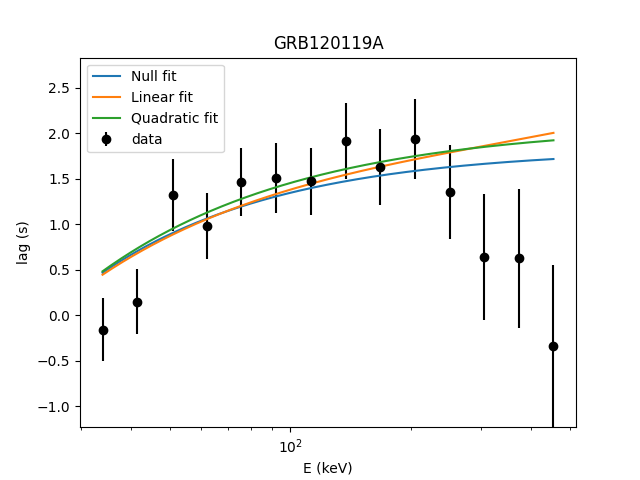 GRB120119A
Null fit
Linear fit
Quadratic fit
data
2.5
2.0
1.5
1.0
0.5
0.0
−0.5
−1.0
lag (s)
10²
E (keV)